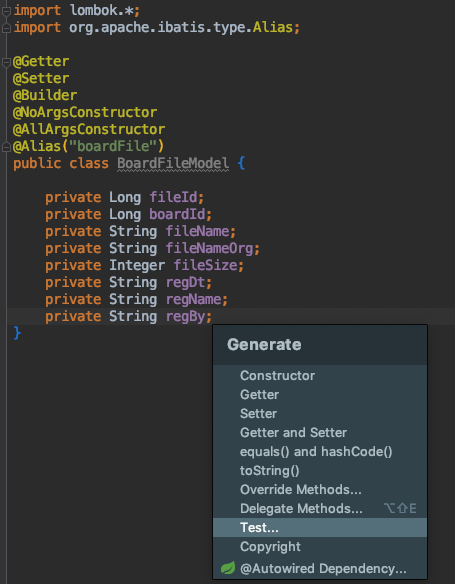 import lombok.*;
import org.apache.ibatis.type.Alias;
@Getter
@Setter
@Builder
@NoArgsConstructor
@AllArgsConstructor
@Alias("boardFile")
public class BoardFileModel {
private Long fileId;
private Long boardId;
private String fileName;
private String fileNameOrg;
private Integer fileSize;
private String regDt;
private String regName;
private String regBy;
}
Generate
Constructor
Getter
Setter
Getter and Setter
equals() and hashCode()
toString()
Override Methods...
Delegate Methods... ⌥⇧E
Test...
Copyright
@Autowired Dependency...